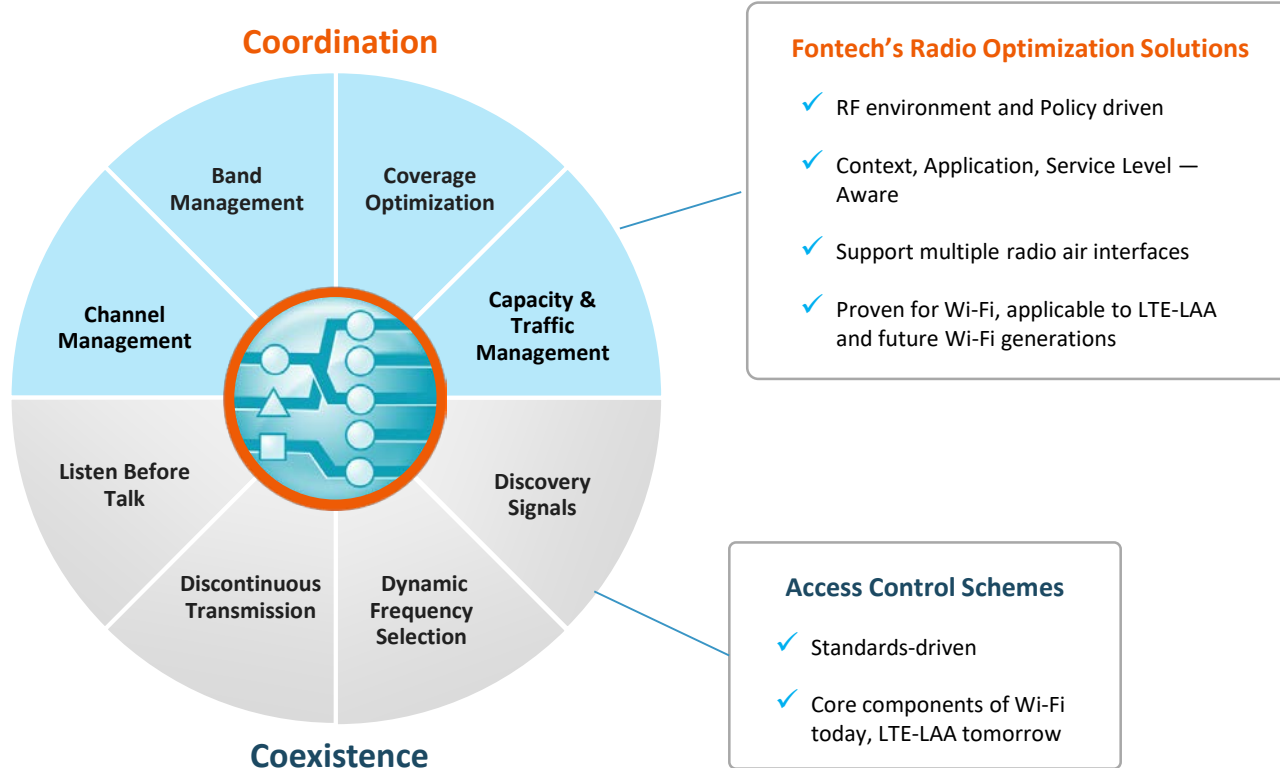 Coordination
Band
Management
Coverage
Optimization
Channel
Management
Capacity &
Traffic
Management
Listen Before
Talk
Discovery
Signals
Discontinuous
Transmission
Dynamic
Frequency
Selection
Coexistence
Fontech’s Radio Optimization Solutions
✓ RF environment and Policy driven
✓ Context, Application, Service Level —
Aware
✓ Support multiple radio air interfaces
✓ Proven for Wi-Fi, applicable to LTE-LAA
and future Wi-Fi generations
Access Control Schemes
✓ Standards-driven
✓ Core components of Wi-Fi
today, LTE-LAA tomorrow